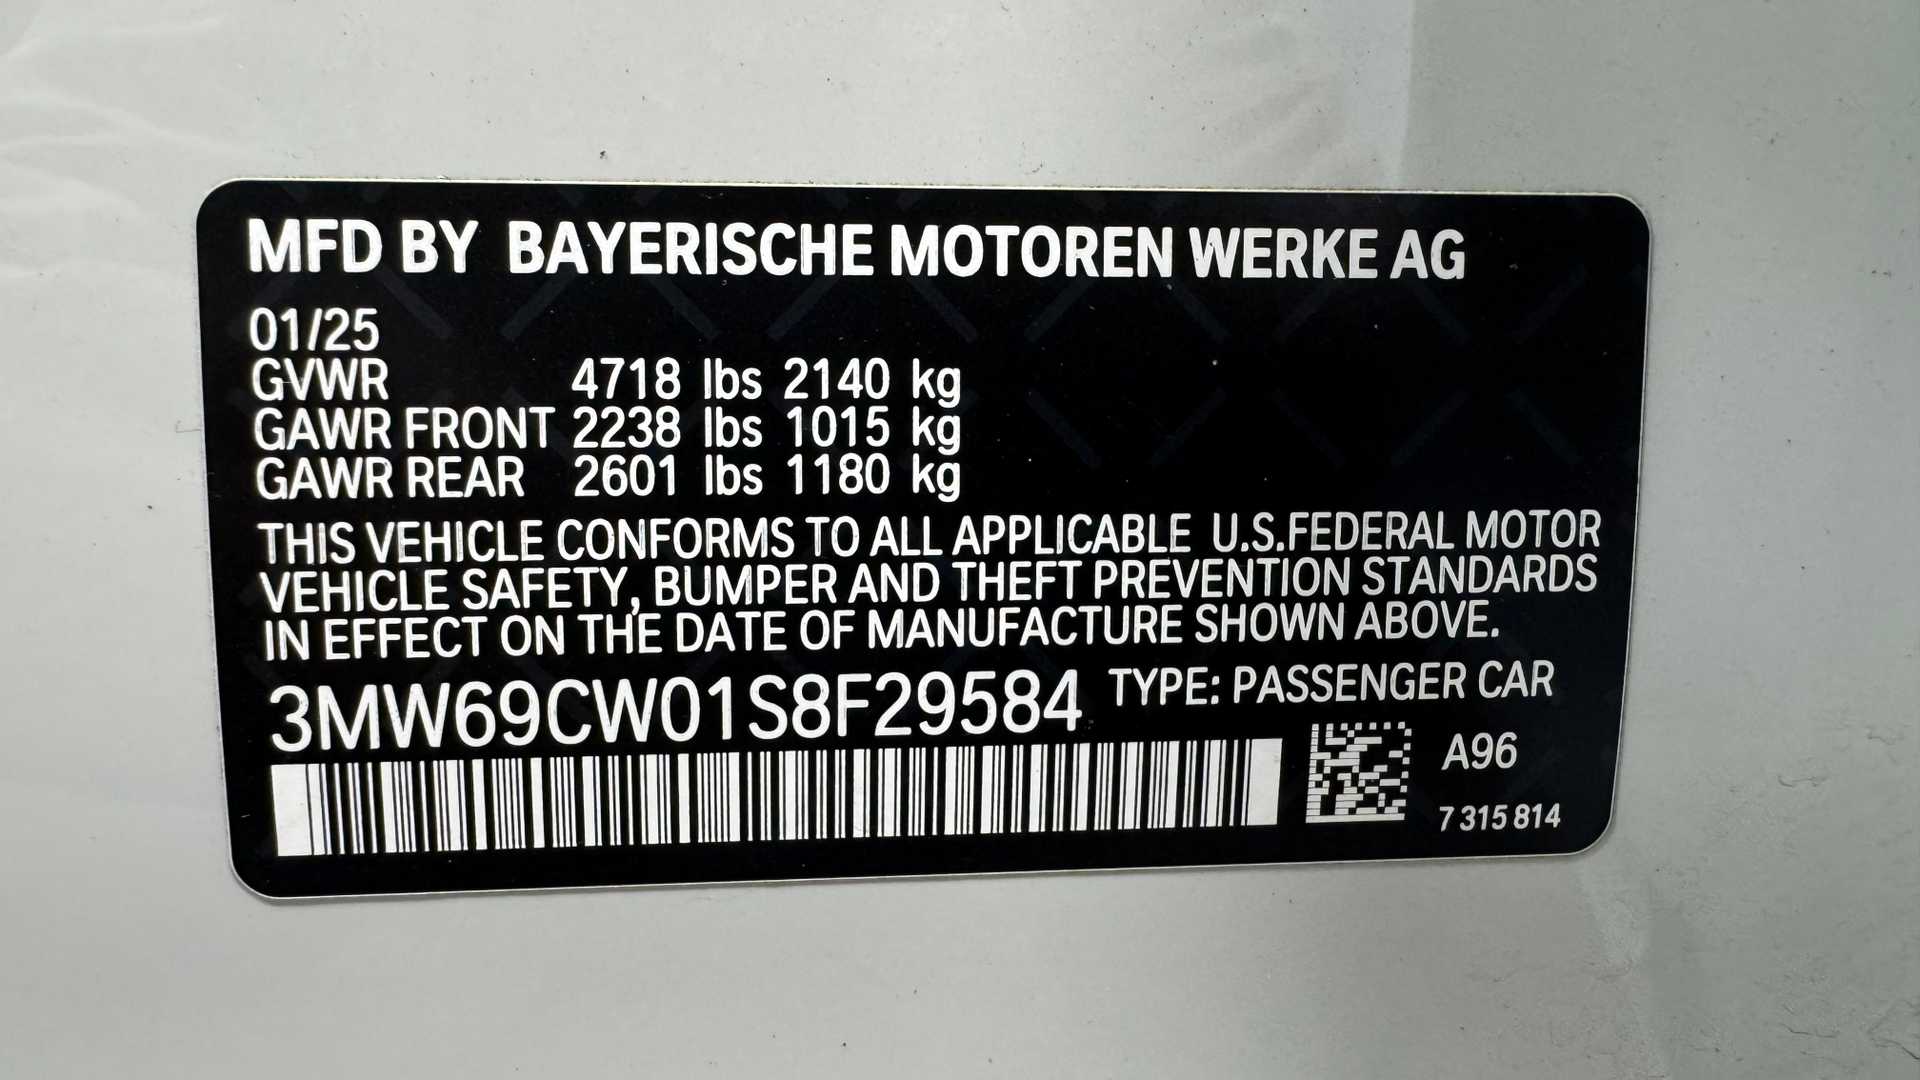 MFD BY BAYERISCHE MOTOREN WERKE AG
01/25
GVWR 4718 lbs 2140 kg
GAWR FRONT 2238 lbs 1015 kg
GAWR REAR 2601 lbs 1180 kg
THIS VEHICLE CONFORMS TO ALL APPLICABLE U.S.FEDERAL MOTOR
VEHICLE SAFETY, BUMPER AND THEFT PREVENTION STANDARDS
IN EFFECT ON THE DATE OF MANUFACTURE SHOWN ABOVE.
3MW69CW01S8F29584 TYPE: PASSENGER CAR
A96
7 315 814